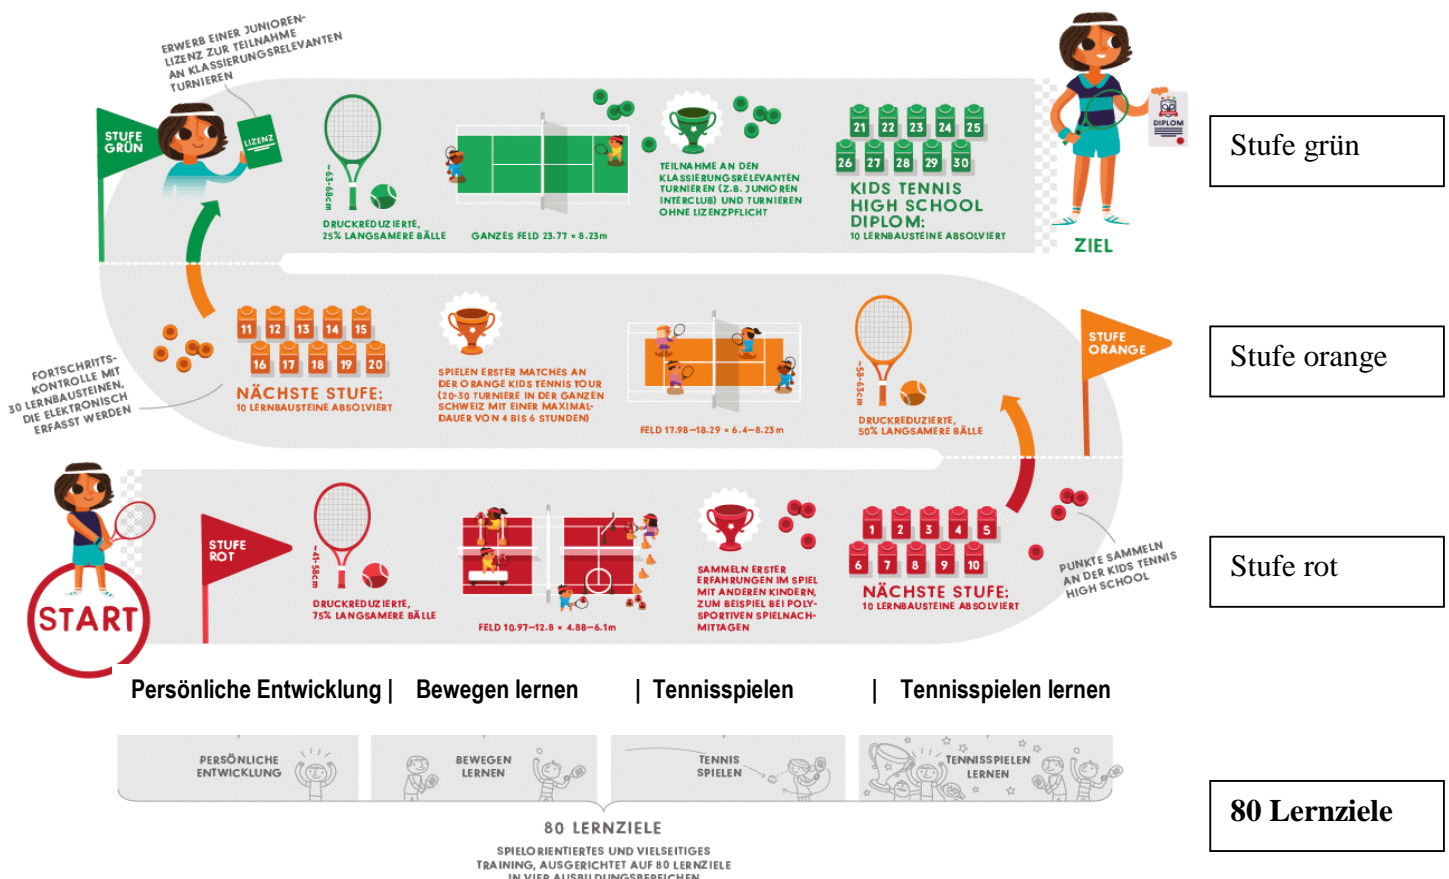 ERWERB EINER JUNIOREN-
LIZENZ ZUR TEILNAHME
AN KLASSIERUNGSRELEVANTEN
TURNIEREN
STUFE
GRÜN
LIZENZ
~63-68cm
DRUCKREDUZIERTE,
25% LANGSAMERE BÄLLE
GANZES FELD 23.77 × 8.23m
TEILNAHME AN DEN
KLASSIERUNGSRELEVANTEN
TURNIEREN (Z.B. JUNIOREN
INTERCLUB) UND TURNIEREN
OHNE LIZENZPFLICHT
21 22 23 24 25
26 27 28 29 30
KIDS TENNIS
HIGH SCHOOL
DIPLOM:
10 LERNBAUSTEINE ABSOLVIERT
DIPLOM
ZIEL
Stufe grün
FORTSCHRITTS-
KONTROLLE MIT
30 LERNBAUSTEINEN,
DIE ELEKTRONISCH
ERFASST WERDEN
11 12 13 14 15
16 17 18 19 20
NÄCHSTE STUFE:
10 LERNBAUSTEINE ABSOLVIERT
SPIELEN ERSTER MATCHES AN
DER ORANGE KIDS TENNIS TOUR
(20-30 TURNIERE IN DER GANZEN
SCHWEIZ MIT EINER MAXIMAL-
DAUER VON 4 BIS 6 STUNDEN)
FELD 17.98–18.29 × 6.4–8.23m
~58-63cm
DRUCKREDUZIERTE,
50% LANGSAMERE BÄLLE
STUFE
ORANGE
Stufe orange
START
STUFE
ROT
~41-58cm
DRUCKREDUZIERTE,
75% LANGSAMERE BÄLLE
FELD 10.97–12.8 × 4.88–6.1m
SAMMELN ERSTER
ERFAHRUNGEN IM SPIEL
MIT ANDEREN KINDERN,
ZUM BEISPIEL BEI POLY-
SPORTIVEN SPIELNACH-
MITTAGEN
1 2 3 4 5
6 7 8 9 10
NÄCHSTE STUFE:
10 LERNBAUSTEINE ABSOLVIERT
PUNKTE SAMMELN
AN DER KIDS TENNIS
HIGH SCHOOL
Stufe rot
Persönliche Entwicklung | Bewegen lernen | Tennisspielen | Tennisspielen lernen
PERSÖNLICHE
ENTWICKLUNG
BEWEGEN
LERNEN
TENNIS
SPIELEN
TENNISSPIELEN
LERNEN
80 LERNZIELE
SPIELORIENTIERTES UND VIELSEITIGES
TRAINING, AUSGERICHTET AUF 80 LERNZIELE
IN VIER AUSBILDUNGSBEREICHEN
80 Lernziele